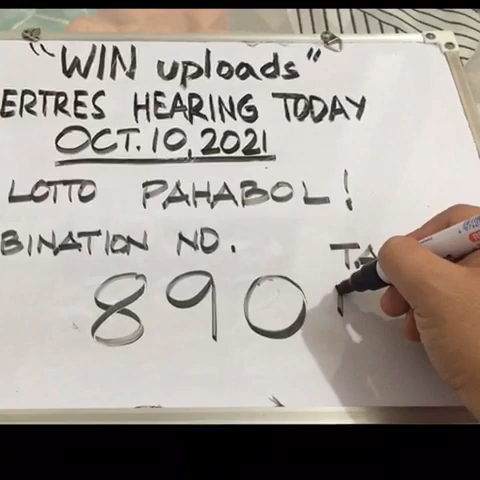 "WIN uploads"
ERTRES HEARING TODAY
OCT. 10, 2021
LOTTO PAHABOL!
BINATION NO. T.A
890